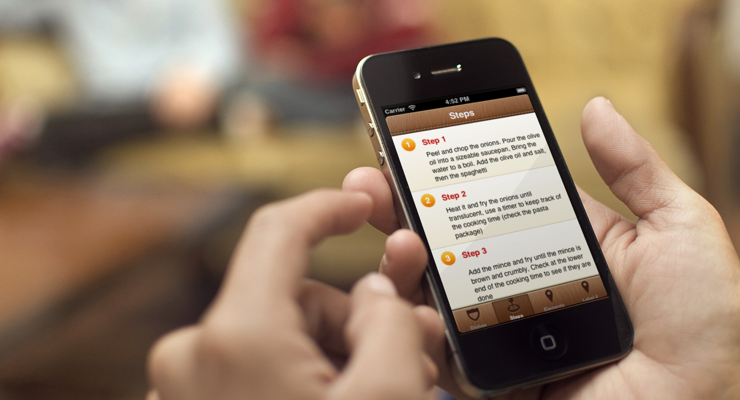 Carrier 4:52 PM
Steps
1 Step 1
Peel and chop the onions. Pour the olive
oil into a sizeable saucepan. Bring the
water to a boil. Add the olive oil and salt,
then the spaghetti
2 Step 2
Heat it and fry the onions until
translucent, use a timer to keep track of
the cooking time (check the pasta
package)
3 Step 3
Add the mince and fry until the mince is
brown and crumbly. Check at the lower
end of the cooking time to see if they are
done
Steps